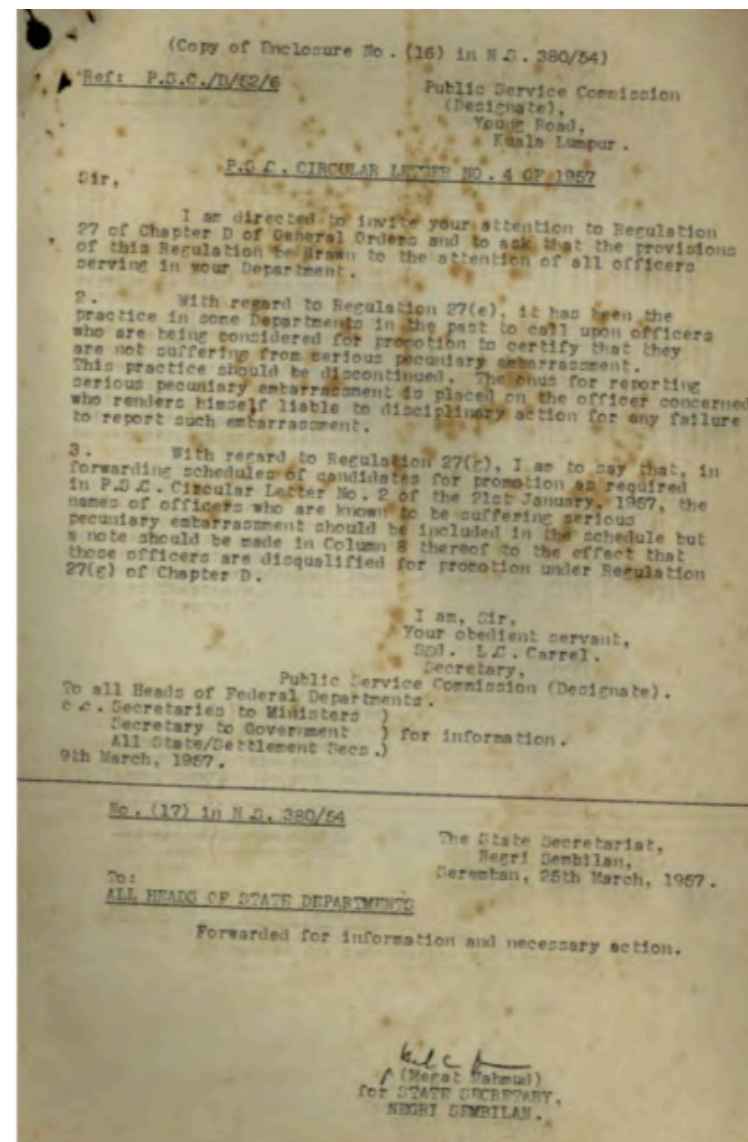 (Copy of Enclosure No. (16) in N.S. 380/54)
Ref: P.S.C./D/62/6
Public Service Commission
(Designate),
Young Road,
Kuala Lumpur.
P.S.C. CIRCULAR LETTER NO. 4 OF 1957
Sir,
I am directed to invite your attention to Regulation
27 of Chapter D of General Orders and to ask that the provisions
of this Regulation be drawn to the attention of all officers
serving in your Department.
2. With regard to Regulation 27(e), it has been the
practice in some Departments in the past to call upon officers
who are being considered for promotion to certify that they
are not suffering from serious pecuniary embarrassment.
This practice should be discontinued. The onus for reporting
serious pecuniary embarrassment is placed on the officer concerned
who renders himself liable to disciplinary action for any failure
to report such embarrassment.
3. With regard to Regulation 27(g), I am to say that, in
forwarding schedules of candidates for promotion as required
in P.S.C. Circular Letter No. 2 of the 21st January, 1957, the
names of officers who are known to be suffering serious
pecuniary embarrassment should be included in the schedule but
a note should be made in Column 8 thereof to the effect that
those officers are disqualified for promotion under Regulation
27(g) of Chapter D.
I am, Sir,
Your obedient servant,
Sgd. L.C. Carrel.
Secretary,
Public Service Commission (Designate).
To all Heads of Federal Departments.
c.c. Secretaries to Ministers )
Secretary to Government ) for information.
All State/Settlement Secs.)
9th March, 1957.
No. (17) in N.S. 380/54
The State Secretariat,
Negri Sembilan,
Seremban, 25th March, 1957.
To:
ALL HEADS OF STATE DEPARTMENTS
Forwarded for information and necessary action.
(Megat Mahmud)
for STATE SECRETARY,
NEGRI SEMBILAN.